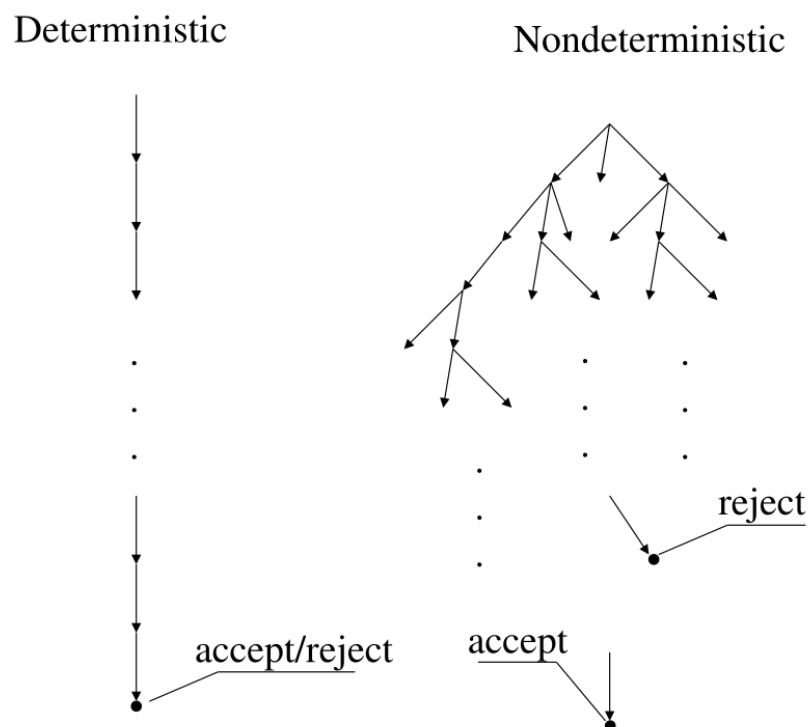 Deterministic
Nondeterministic
reject
accept/reject
accept